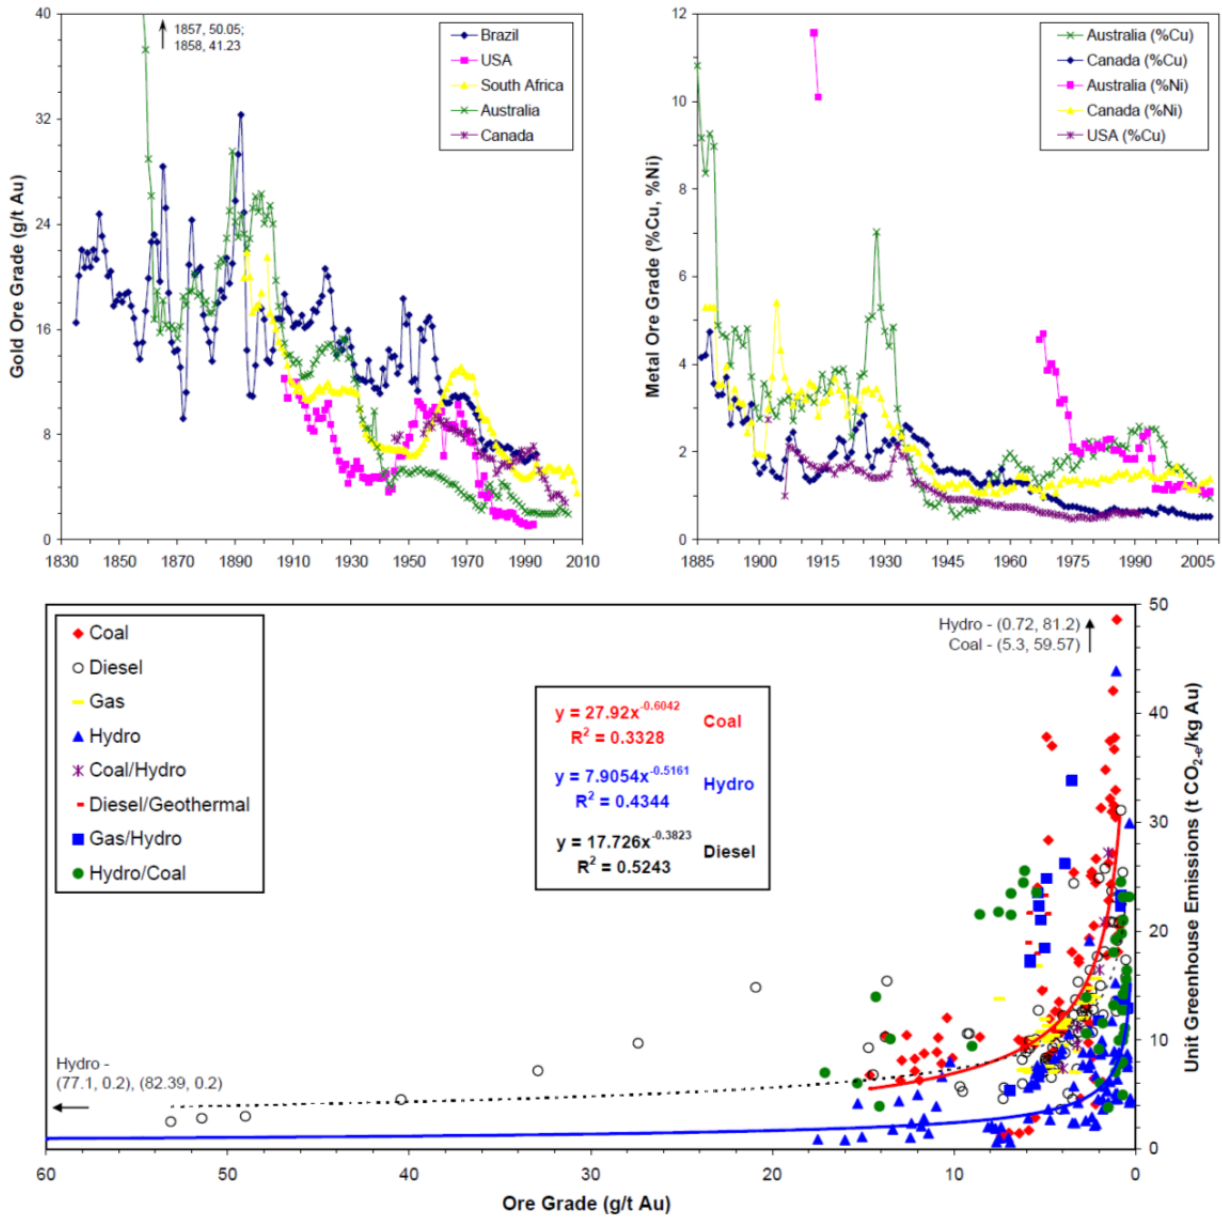 40
32
24
16
8
0
Gold Ore Grade (g/t Au)
1857, 50.05;
1858, 41.23
Brazil
USA
South Africa
Australia
Canada
1830 1850 1870 1890 1910 1930 1950 1970 1990 2010
12
10
8
6
4
2
0
Metal Ore Grade (%Cu, %Ni)
Australia (%Cu)
Canada (%Cu)
Australia (%Ni)
Canada (%Ni)
USA (%Cu)
1885 1900 1915 1930 1945 1960 1975 1990 2005
Coal
Diesel
Gas
Hydro
Coal/Hydro
Diesel/Geothermal
Gas/Hydro
Hydro/Coal
y = 27.92x^-0.6042 Coal
R² = 0.3328
y = 7.9054x^-0.5161 Hydro
R² = 0.4344
y = 17.726x^-0.3823 Diesel
R² = 0.5243
Hydro - (0.72, 81.2)
Coal - (5.3, 59.57)
Hydro -
(77.1, 0.2), (82.39, 0.2)
50
40
30
20
10
0
Unit Greenhouse Emissions (t CO2-e/kg Au)
60 50 40 30 20 10 0
Ore Grade (g/t Au)